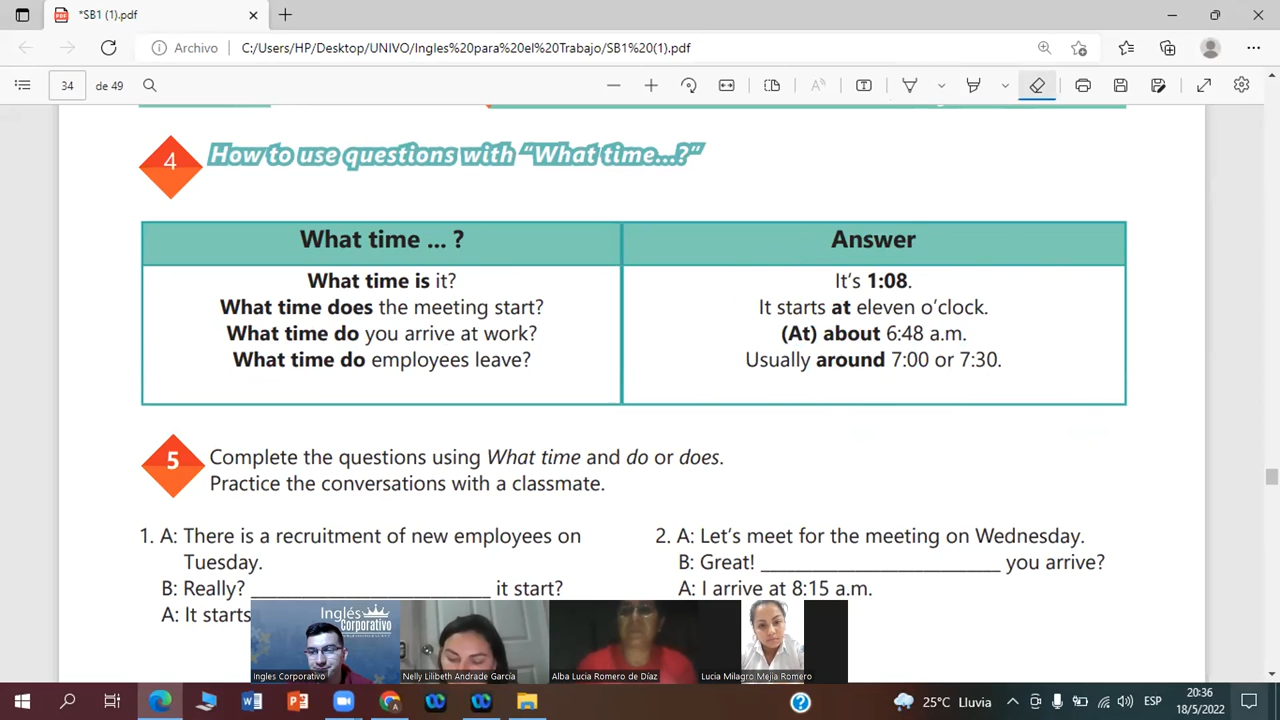 *SB1 (1).pdf
Archivo C:/Users/HP/Desktop/UNIVO/Ingles%20para%20el%20Trabajo/SB1%20(1).pdf
34 de 49
4 How to use questions with “What time...?”
What time ... ? Answer
What time is it? It’s 1:08.
What time does the meeting start? It starts at eleven o’clock.
What time do you arrive at work? (At) about 6:48 a.m.
What time do employees leave? Usually around 7:00 or 7:30.
5 Complete the questions using What time and do or does.
Practice the conversations with a classmate.
1. A: There is a recruitment of new employees on
Tuesday.
B: Really? ________________________ it start?
A: It starts
2. A: Let’s meet for the meeting on Wednesday.
B: Great! ________________________ you arrive?
A: I arrive at 8:15 a.m.
Inglés
Corporativo
Ingles Corporativo
Nelly Lilibeth Andrade García
Alba Lucia Romero de Díaz
Lucia Milagro Mejia Romero
25°C Lluvia
ESP
20:36
18/5/2022